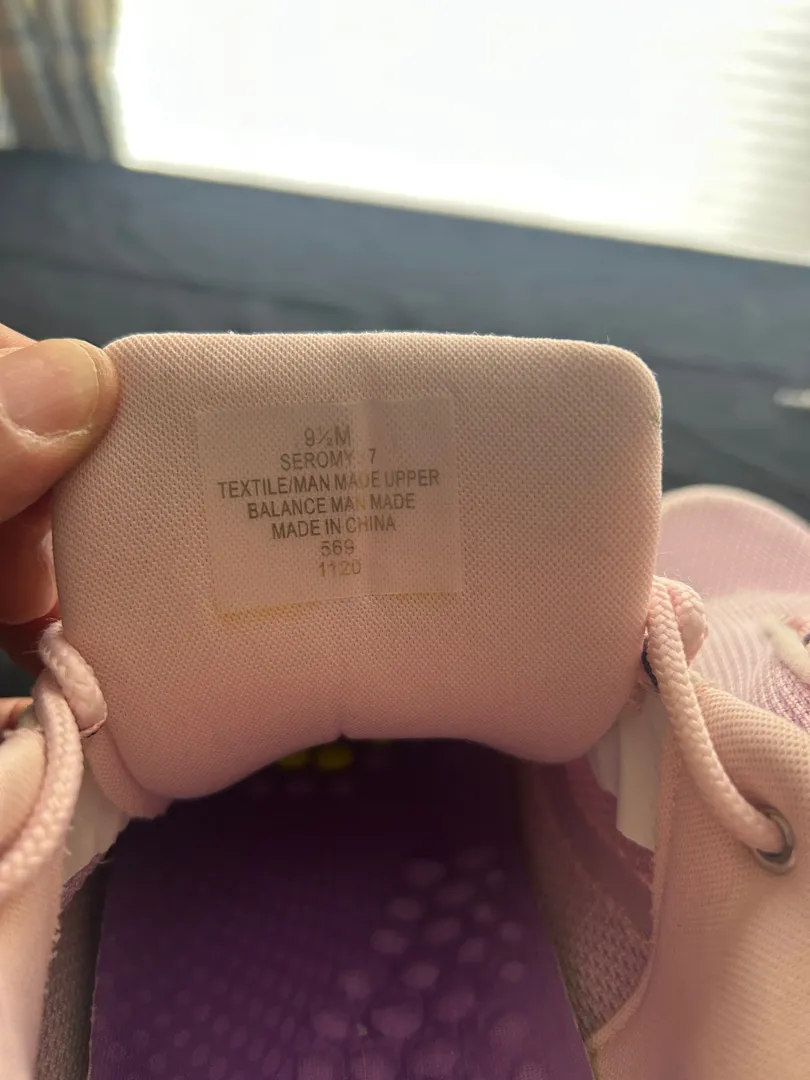 9½M
SEROMY 7
TEXTILE/MAN MADE UPPER
BALANCE MAN MADE
MADE IN CHINA
569
1120